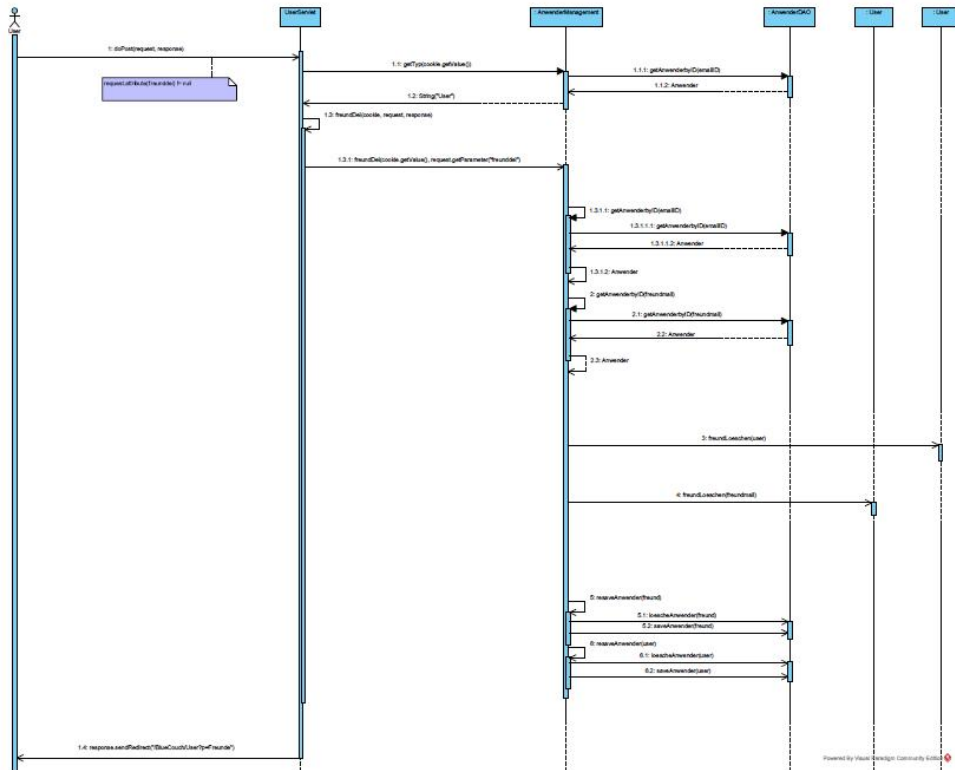 UserServlet
: AnwenderManagement
: AnwenderDAO
: User
: User
User
1: doPost(request, response)
1.1: getTyp(cookie.getValue())
1.1.1: getAnwenderbyID(emailID)
1.1.2: Anwender
1.2: String("User")
1.3: freundDel(cookie, request, response)
1.3.1: freundDel(cookie.getValue(), request.getParameter("freunddel")
1.3.1.1: getAnwenderbyID(emailID)
1.3.1.1.1: getAnwenderbyID(emailID)
1.3.1.1.2: Anwender
1.3.1.2: Anwender
2: getAnwenderbyID(freundmail)
2.1: getAnwenderbyID(freundmail)
2.2: Anwender
2.3: Anwender
3: freundLoeschen(user)
4: freundLoeschen(freundmail)
5: resaveAnwender(freund)
5.1: loescheAnwender(freund)
5.2: saveAnwender(freund)
6: resaveAnwender(user)
6.1: loescheAnwender(user)
6.2: saveAnwender(user)
1.4: response.sendRedirect("/BlueCouch/User?p=Freunde")
Powered By Visual Paradigm Community Edition